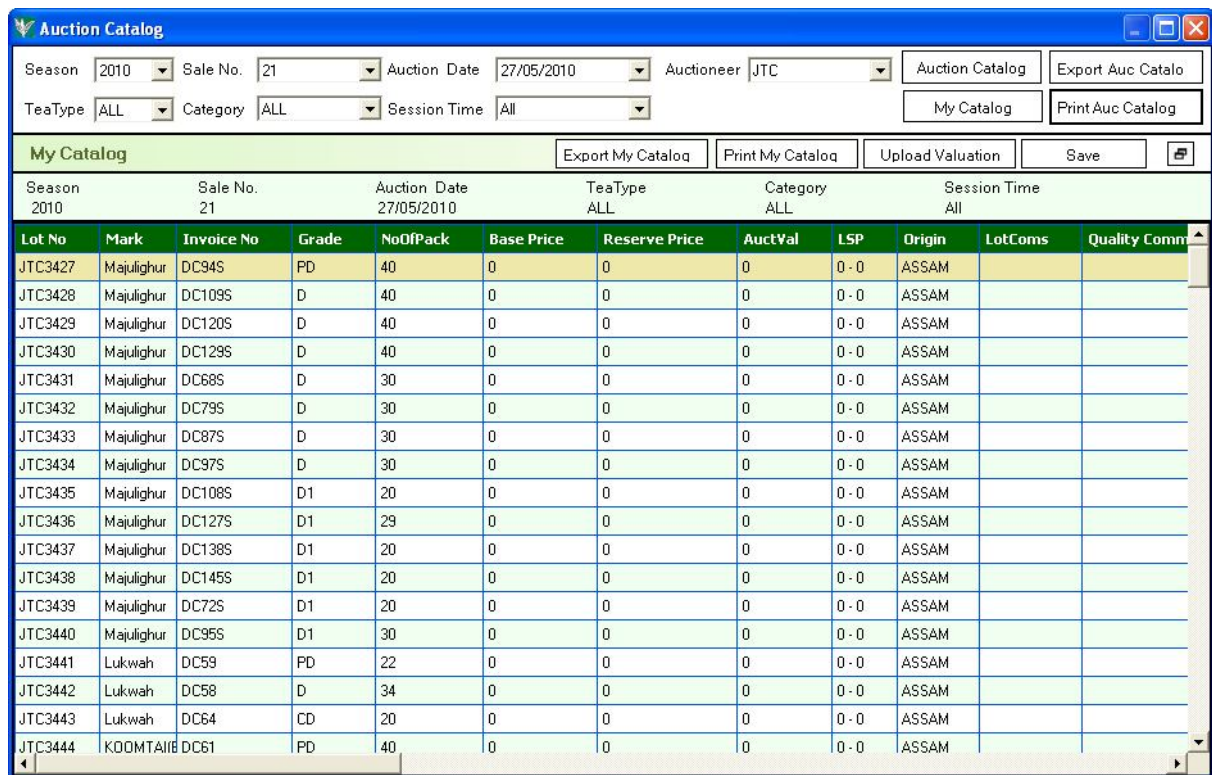 Auction Catalog
Season 2010 Sale No. 21 Auction Date 27/05/2010 Auctioneer JTC Auction Catalog Export Auc Catalo
TeaType ALL Category ALL Session Time All My Catalog Print Auc Catalog
My Catalog Export My Catalog Print My Catalog Upload Valuation Save
Season Sale No. Auction Date TeaType Category Session Time
2010 21 27/05/2010 ALL ALL All
Lot No Mark Invoice No Grade NoOfPack Base Price Reserve Price AuctVal LSP Origin LotComs Quality Comm
JTC3427 Majulighur DC94S PD 40 0 0 0 0 - 0 ASSAM
JTC3428 Majulighur DC109S D 40 0 0 0 0 - 0 ASSAM
JTC3429 Majulighur DC120S D 40 0 0 0 0 - 0 ASSAM
JTC3430 Majulighur DC129S D 40 0 0 0 0 - 0 ASSAM
JTC3431 Majulighur DC68S D 30 0 0 0 0 - 0 ASSAM
JTC3432 Majulighur DC79S D 30 0 0 0 0 - 0 ASSAM
JTC3433 Majulighur DC87S D 30 0 0 0 0 - 0 ASSAM
JTC3434 Majulighur DC97S D 30 0 0 0 0 - 0 ASSAM
JTC3435 Majulighur DC108S D1 20 0 0 0 0 - 0 ASSAM
JTC3436 Majulighur DC127S D1 29 0 0 0 0 - 0 ASSAM
JTC3437 Majulighur DC138S D1 20 0 0 0 0 - 0 ASSAM
JTC3438 Majulighur DC145S D1 20 0 0 0 0 - 0 ASSAM
JTC3439 Majulighur DC72S D1 20 0 0 0 0 - 0 ASSAM
JTC3440 Majulighur DC95S D1 30 0 0 0 0 - 0 ASSAM
JTC3441 Lukwah DC59 PD 22 0 0 0 0 - 0 ASSAM
JTC3442 Lukwah DC58 D 34 0 0 0 0 - 0 ASSAM
JTC3443 Lukwah DC64 CD 20 0 0 0 0 - 0 ASSAM
JTC3444 DC61 PD 40 0 0 0 0 - 0 ASSAM